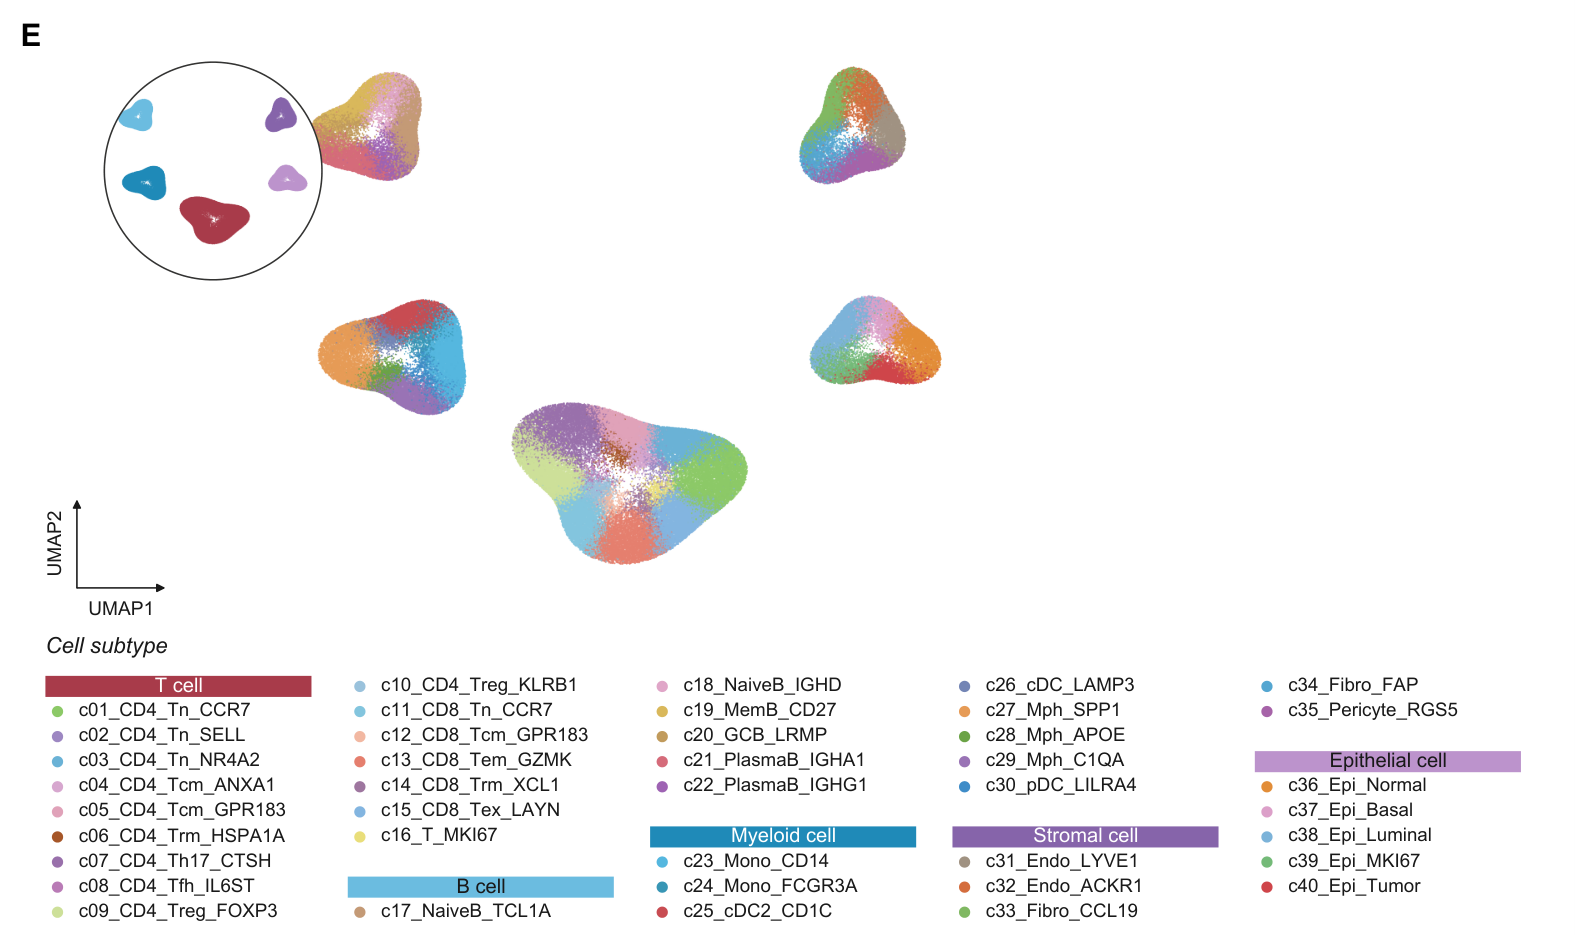 E
UMAP2
UMAP1
Cell subtype
T cell
c01_CD4_Tn_CCR7
c02_CD4_Tn_SELL
c03_CD4_Tn_NR4A2
c04_CD4_Tcm_ANXA1
c05_CD4_Tcm_GPR183
c06_CD4_Trm_HSPA1A
c07_CD4_Th17_CTSH
c08_CD4_Tfh_IL6ST
c09_CD4_Treg_FOXP3
c10_CD4_Treg_KLRB1
c11_CD8_Tn_CCR7
c12_CD8_Tcm_GPR183
c13_CD8_Tem_GZMK
c14_CD8_Trm_XCL1
c15_CD8_Tex_LAYN
c16_T_MKI67
B cell
c17_NaiveB_TCL1A
c18_NaiveB_IGHD
c19_MemB_CD27
c20_GCB_LRMP
c21_PlasmaB_IGHA1
c22_PlasmaB_IGHG1
Myeloid cell
c23_Mono_CD14
c24_Mono_FCGR3A
c25_cDC2_CD1C
c26_cDC_LAMP3
c27_Mph_SPP1
c28_Mph_APOE
c29_Mph_C1QA
c30_pDC_LILRA4
Stromal cell
c31_Endo_LYVE1
c32_Endo_ACKR1
c33_Fibro_CCL19
c34_Fibro_FAP
c35_Pericyte_RGS5
Epithelial cell
c36_Epi_Normal
c37_Epi_Basal
c38_Epi_Luminal
c39_Epi_MKI67
c40_Epi_Tumor